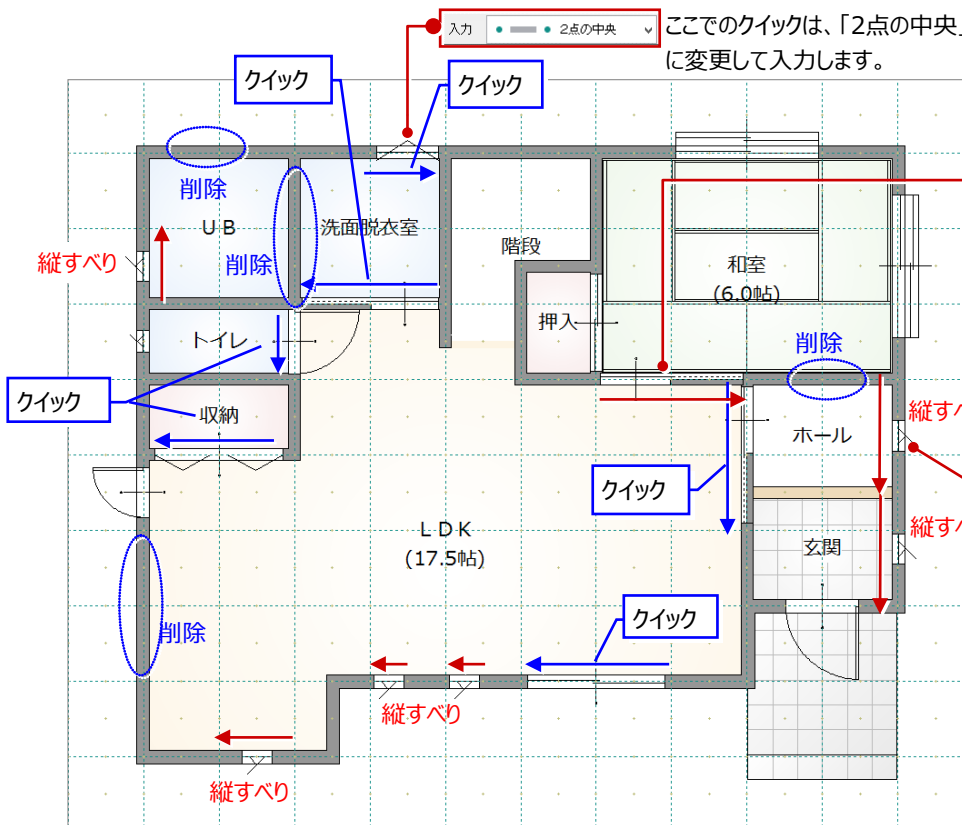 入力 2点の中央
ここでのクイックは、「2点の中央」
に変更して入力します。
クイック
クイック
削除
UB
削除
洗面脱衣室
階段
和室
(6.0帖)
縦すべり
押入
トイレ
削除
クイック
収納
縦すべ
ホール
クイック
LDK
(17.5帖)
縦すべ
玄関
削除
クイック
縦すべり
縦すべり